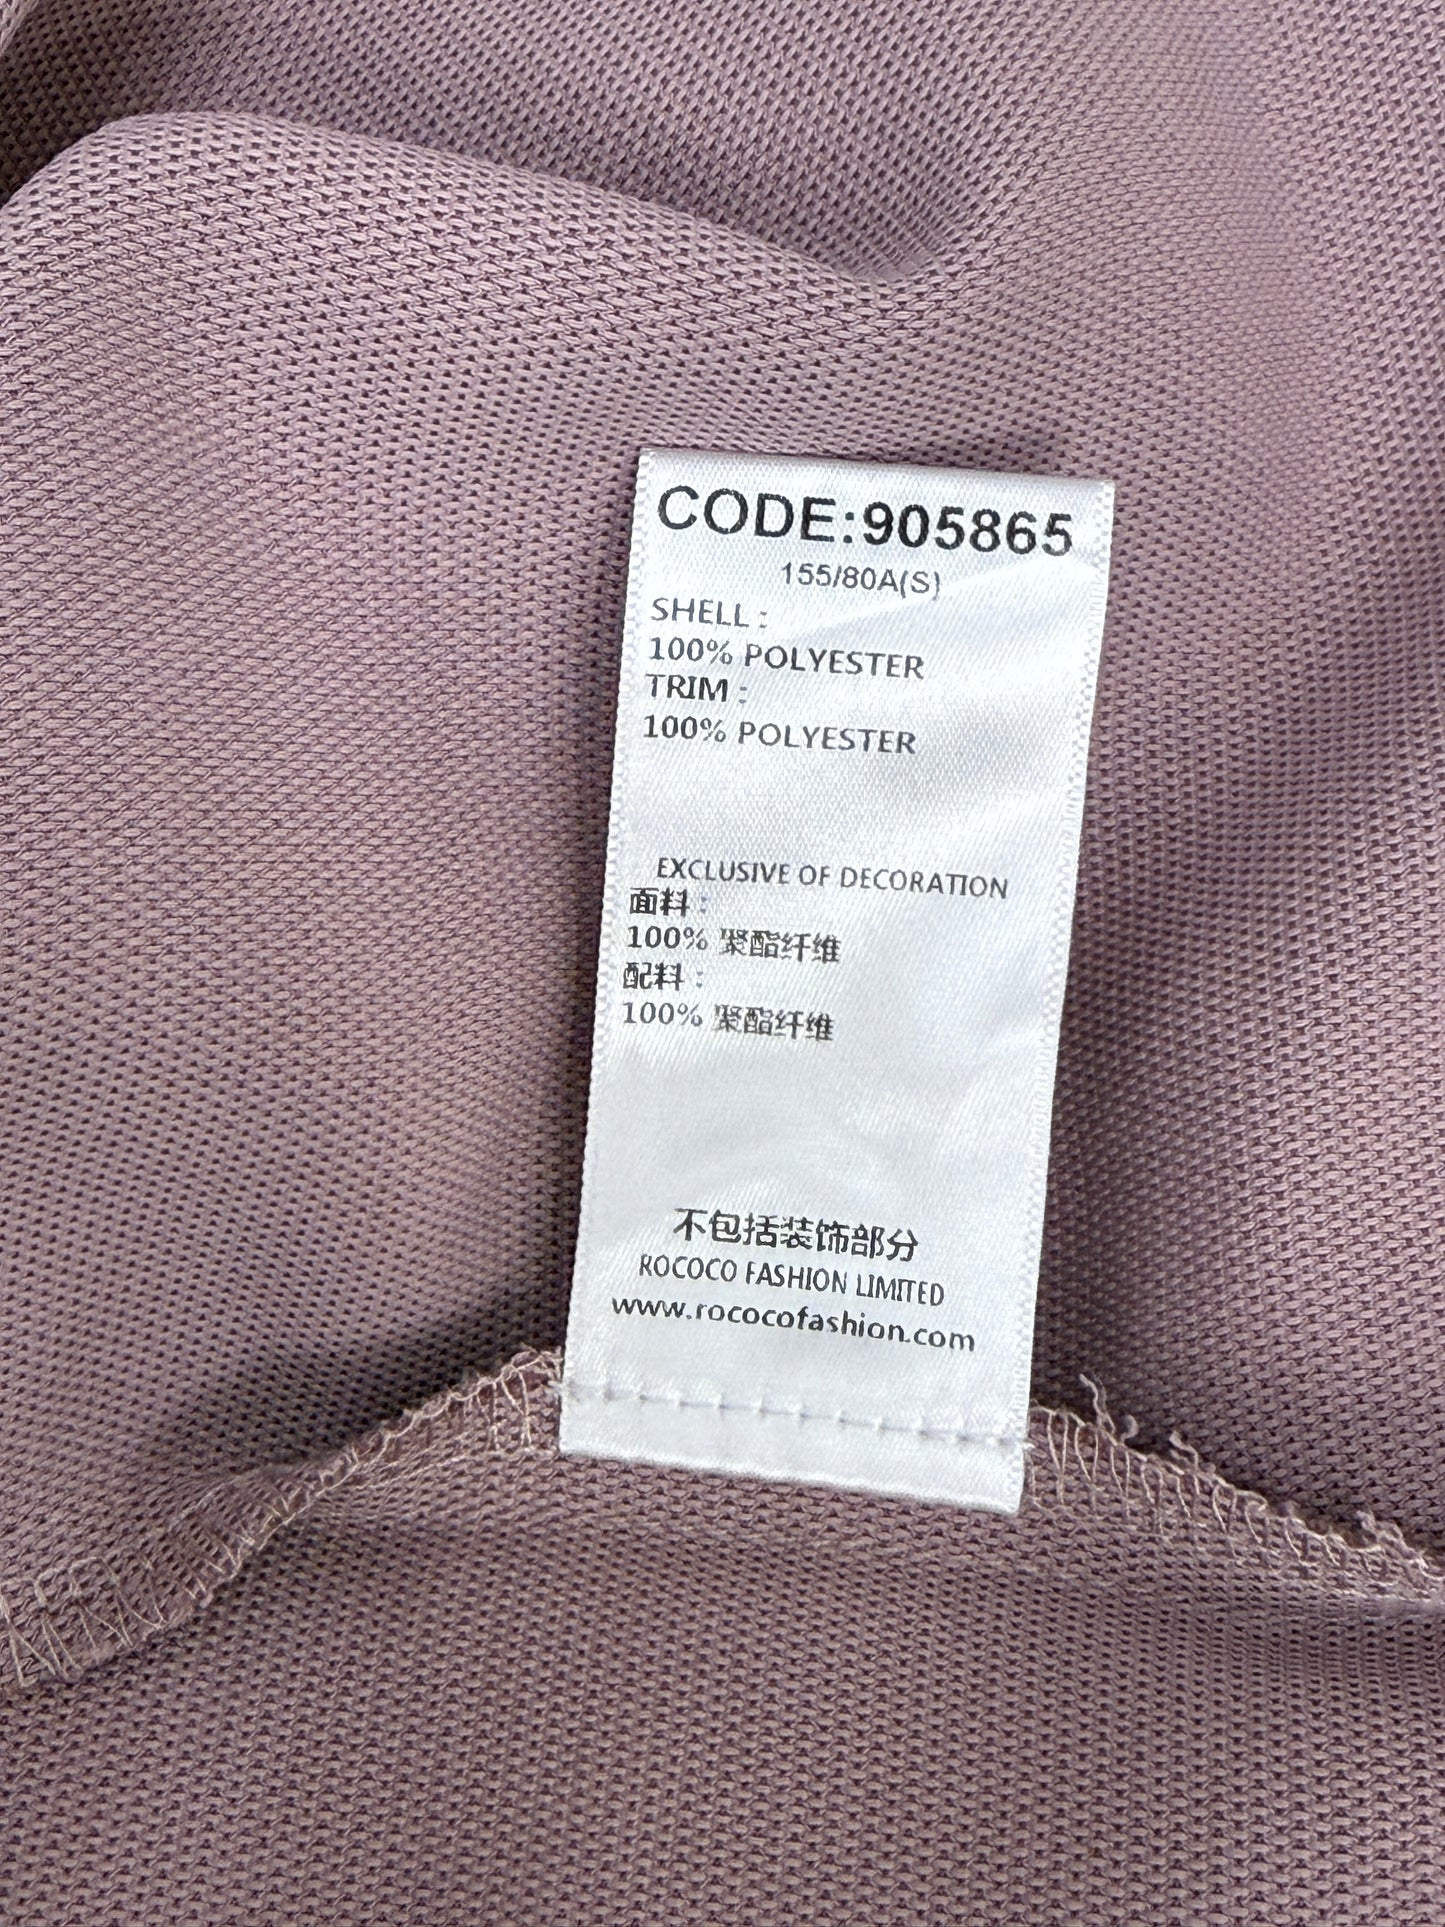 CODE:905865
155/80A(S)
SHELL :
100% POLYESTER
TRIM :
100% POLYESTER
EXCLUSIVE OF DECORATION
面料 :
100% 聚酯纤维
配料 :
100% 聚酯纤维
不包括装饰部分
ROCOCO FASHION LIMITED
www.rococofashion.com